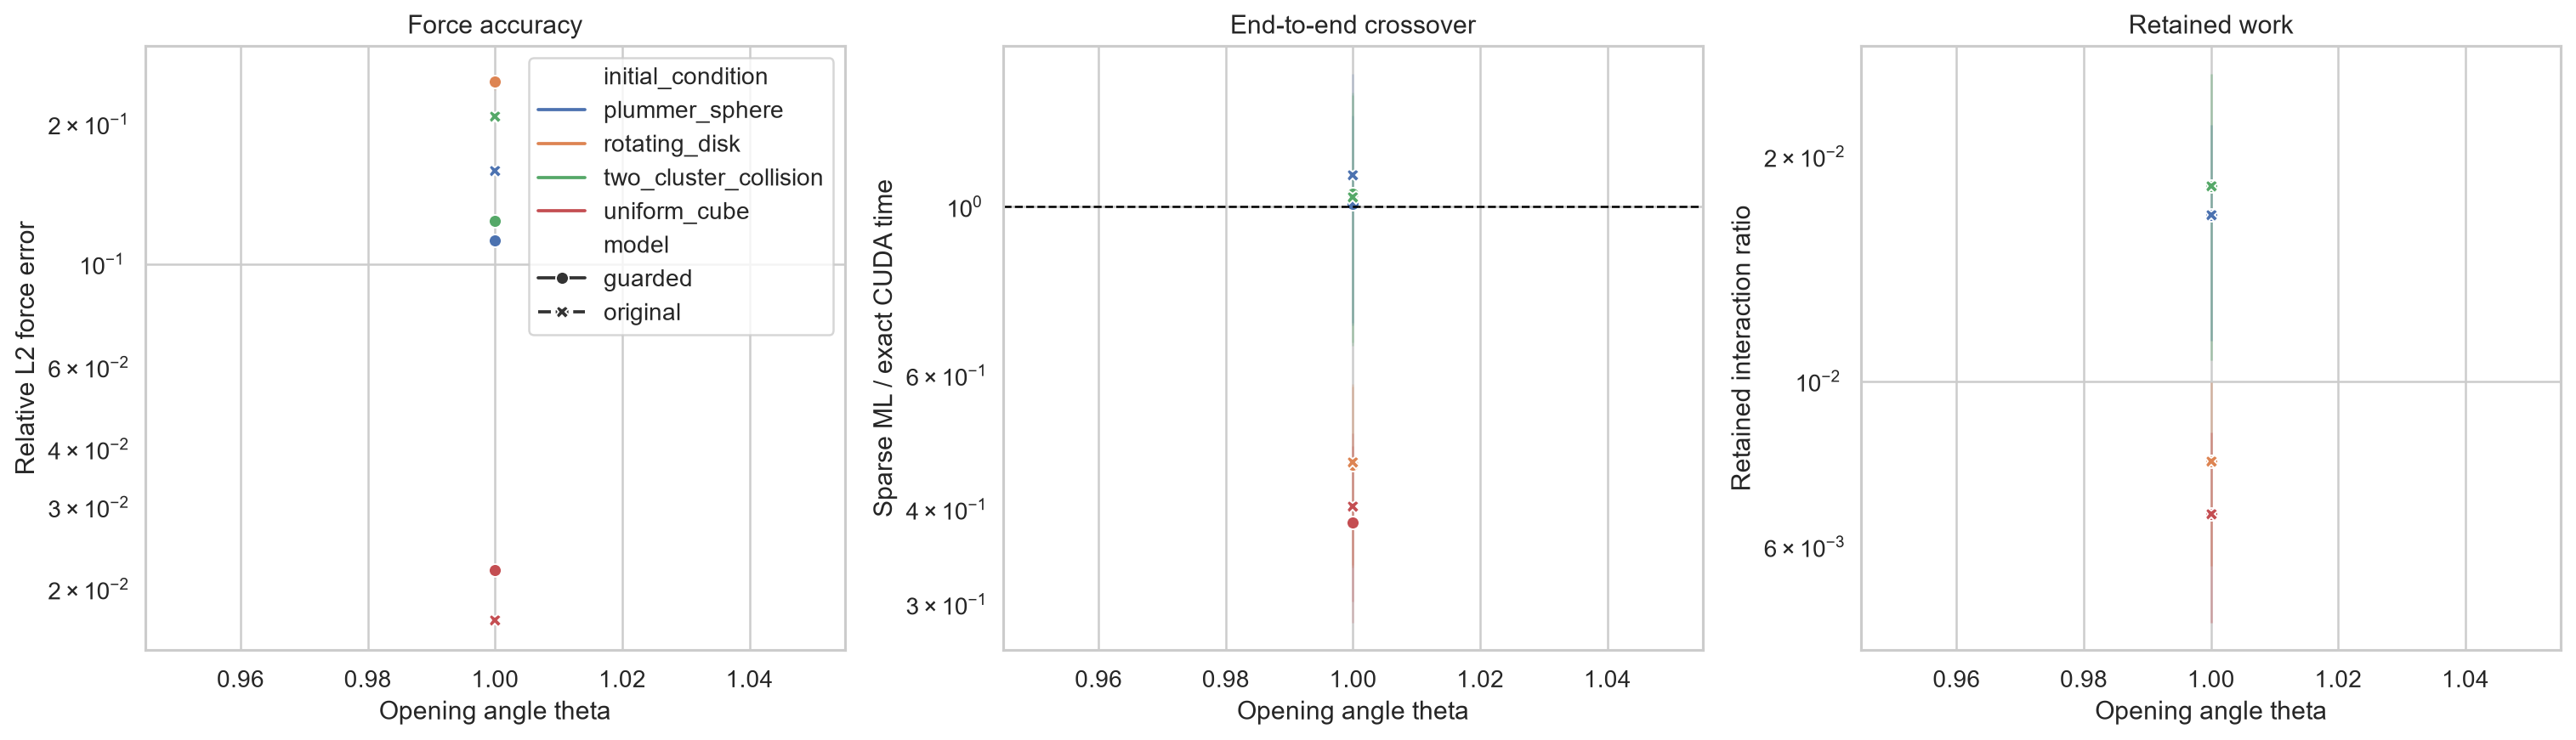 Force accuracy
Relative L2 force error
2 × 10⁻¹
10⁻¹
6 × 10⁻²
4 × 10⁻²
3 × 10⁻²
2 × 10⁻²
initial_condition
plummer_sphere
rotating_disk
two_cluster_collision
uniform_cube
model
guarded
original
0.96 0.98 1.00 1.02 1.04
Opening angle theta
End-to-end crossover
Sparse ML / exact CUDA time
10⁰
6 × 10⁻¹
4 × 10⁻¹
3 × 10⁻¹
0.96 0.98 1.00 1.02 1.04
Opening angle theta
Retained work
Retained interaction ratio
2 × 10⁻²
10⁻²
6 × 10⁻³
0.96 0.98 1.00 1.02 1.04
Opening angle theta